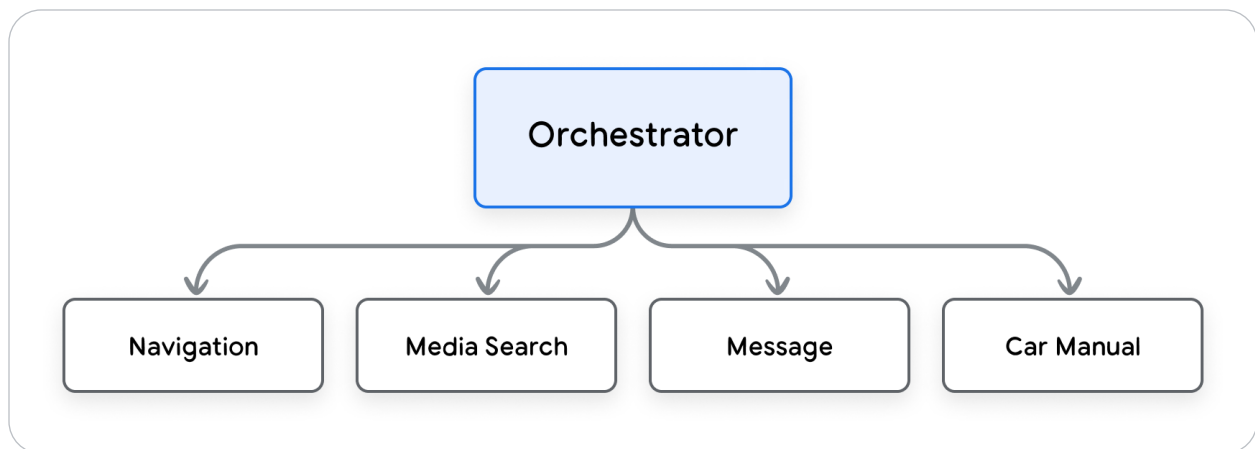 Orchestrator
Navigation
Media Search
Message
Car Manual